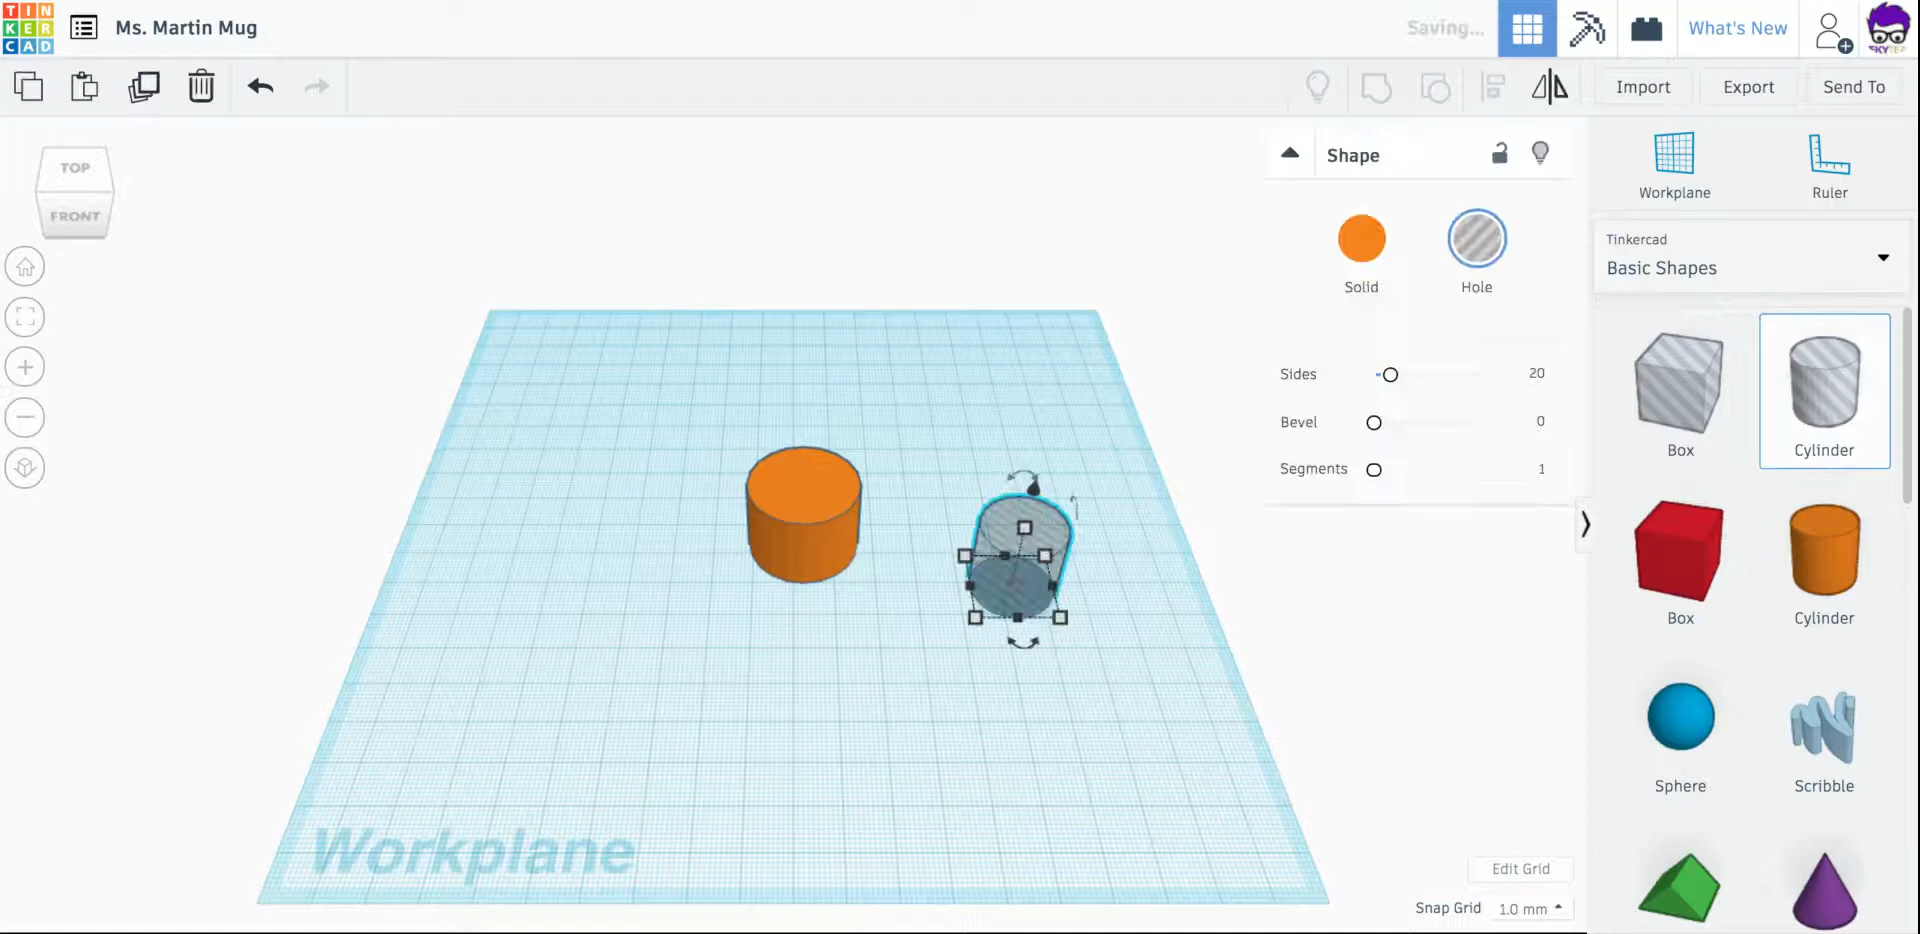 TIN
KER
CAD
Ms. Martin Mug
Saving...
What's New
Import
Export
Send To
TOP
FRONT
Shape
Workplane
Ruler
Solid
Hole
Tinkercad
Basic Shapes
Sides
20
Bevel
0
Segments
1
Box
Cylinder
Box
Cylinder
Sphere
Scribble
Workplane
Edit Grid
Snap Grid
1.0 mm